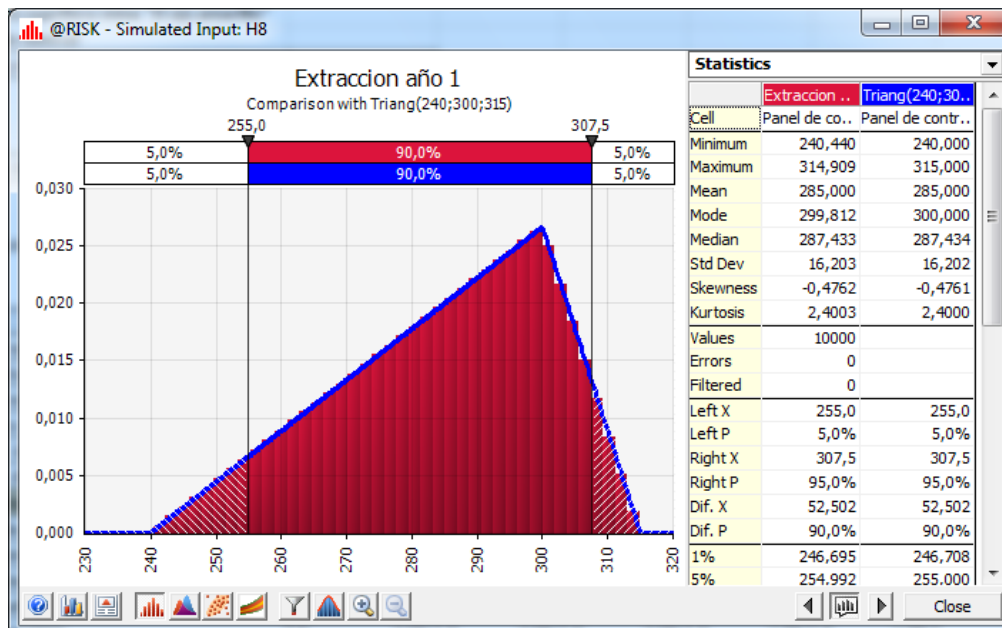 @RISK - Simulated Input: H8
Extraccion año 1
Comparison with Triang(240;300;315)
255,0 307,5
5,0% 90,0% 5,0%
5,0% 90,0% 5,0%
0,030
0,025
0,020
0,015
0,010
0,005
0,000
230 240 250 260 270 280 290 300 310 320
Statistics
Extraccion .. Triang(240;30..
Cell Panel de co.. Panel de contr..
Minimum 240,440 240,000
Maximum 314,909 315,000
Mean 285,000 285,000
Mode 299,812 300,000
Median 287,433 287,434
Std Dev 16,203 16,202
Skewness -0,4762 -0,4761
Kurtosis 2,4003 2,4000
Values 10000
Errors 0
Filtered 0
Left X 255,0 255,0
Left P 5,0% 5,0%
Right X 307,5 307,5
Right P 95,0% 95,0%
Dif. X 52,502 52,502
Dif. P 90,0% 90,0%
1% 246,695 246,708
5% 254,992 255,000
Close